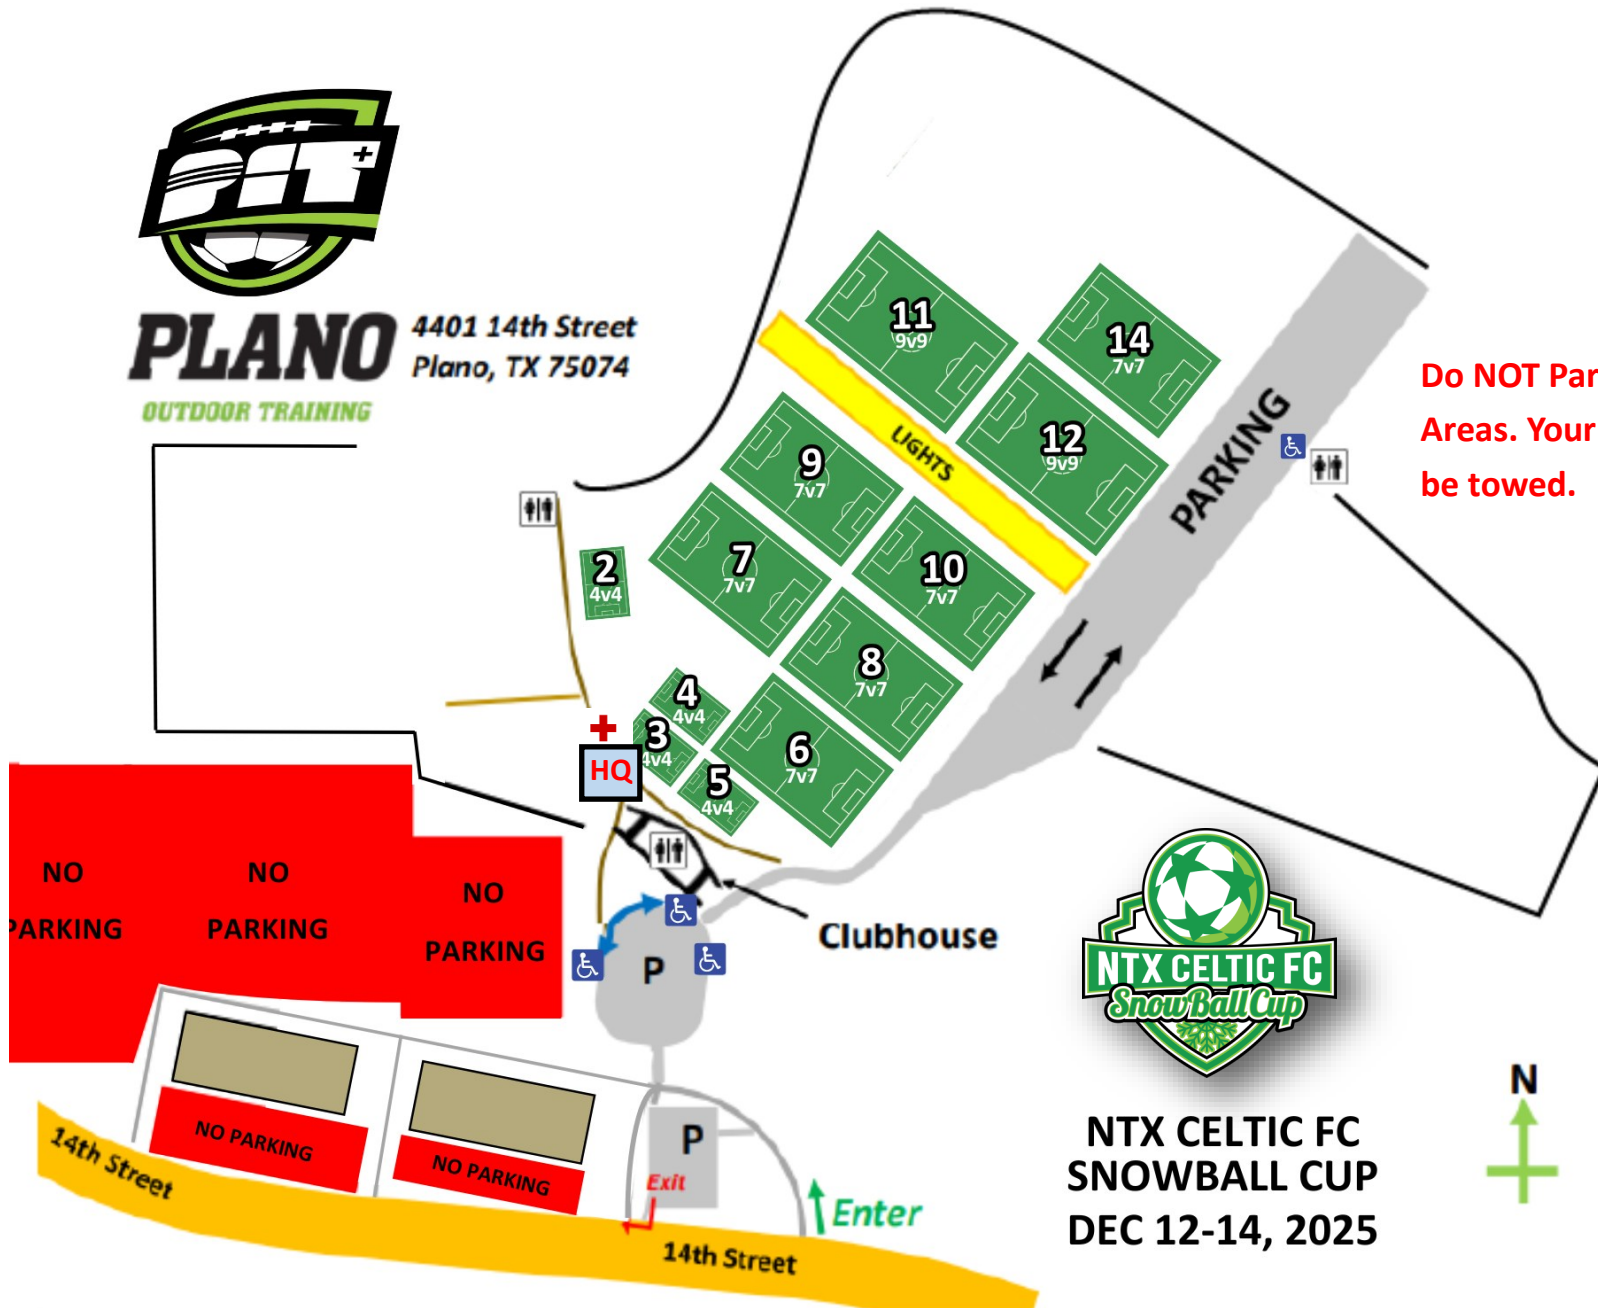 PIT+
PLANO
OUTDOOR TRAINING
4401 14th Street
Plano, TX 75074
11
9v9
14
7v7
12
9v9
LIGHTS
9
7v7
10
7v7
7
7v7
8
7v7
2
4v4
4
4v4
3
4v4
6
7v7
5
4v4
HQ
PARKING
Do NOT Par
Areas. Your
be towed.
NO
PARKING
NO
PARKING
NO
PARKING
Clubhouse
P
NO PARKING
NO PARKING
P
Exit
Enter
14th Street
14th Street
NTX CELTIC FC
SnowBall Cup
NTX CELTIC FC
SNOWBALL CUP
DEC 12-14, 2025
N